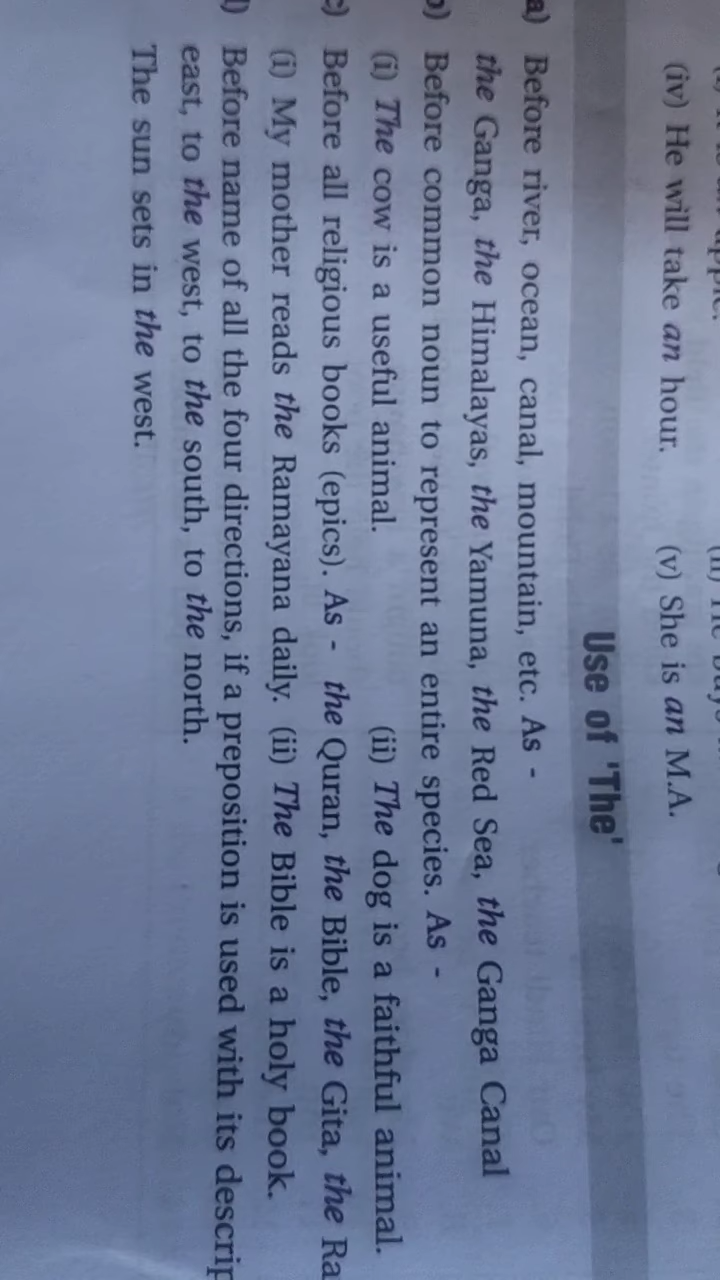 (iv) He will take an hour. (v) She is an M.A.
Use of 'The'
a) Before river, ocean, canal, mountain, etc. As -
the Ganga, the Himalayas, the Yamuna, the Red Sea, the Ganga Canal
b) Before common noun to represent an entire species. As -
(i) The cow is a useful animal. (ii) The dog is a faithful animal.
c) Before all religious books (epics). As - the Quran, the Bible, the Gita, the
(i) My mother reads the Ramayana daily. (ii) The Bible is a holy book.
Before name of all the four directions, if a preposition is used with its
east, to the west, to the south, to the north.
The sun sets in the west.